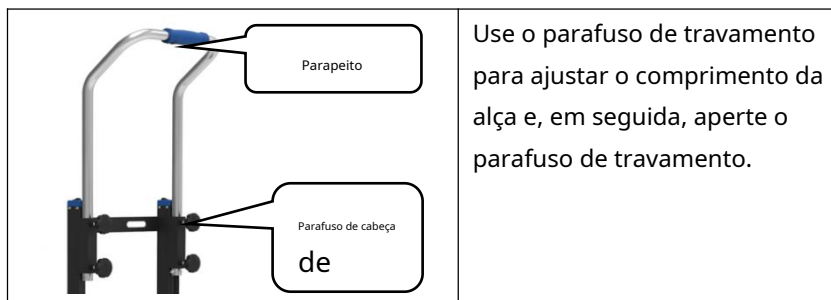 Parapeito
Parafuso de cabeça
de
Use o parafuso de travamento
para ajustar o comprimento da
alça e, em seguida, aperte o
parafuso de travamento.